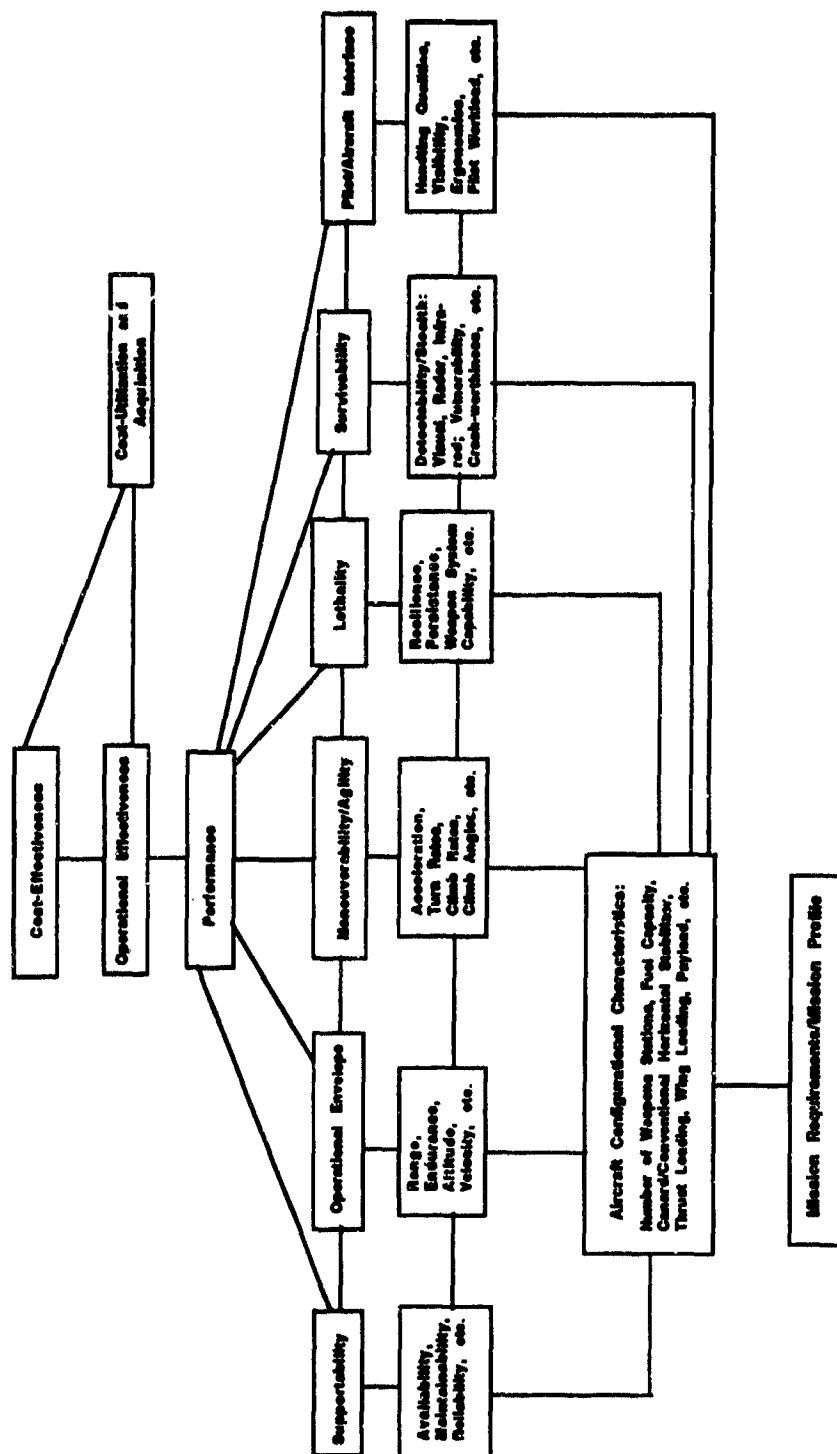 Cost-Effectiveness
Cost-Utilization and
Acquisition
Operational Effectiveness
Performance
Supportability
Operational Envelope
Maneuverability/Agility
Lethality
Survivability
Pilot/Aircraft Interface
Availability,
Maintainability,
Reliability, etc.
Range,
Endurance,
Altitude,
Velocity, etc.
Acceleration,
Turn Rates,
Climb Rates,
Climb Angles, etc.
Resilience,
Persistance,
Weapon System
Capability, etc.
Detectability/Stealth:
Visual, Radar, Infra-
red; Vulnerability,
Crash-worthiness, etc.
Handling Qualities,
Visibility,
Ergonomics,
Pilot Workload, etc.
Aircraft Configurational Characteristics:
Number of Weapons Stations, Fuel Capacity,
Canard/Conventional Horizontal Stabilizer,
Thrust Loading, Wing Loading, Payload, etc.
Mission Requirements/Mission Profile